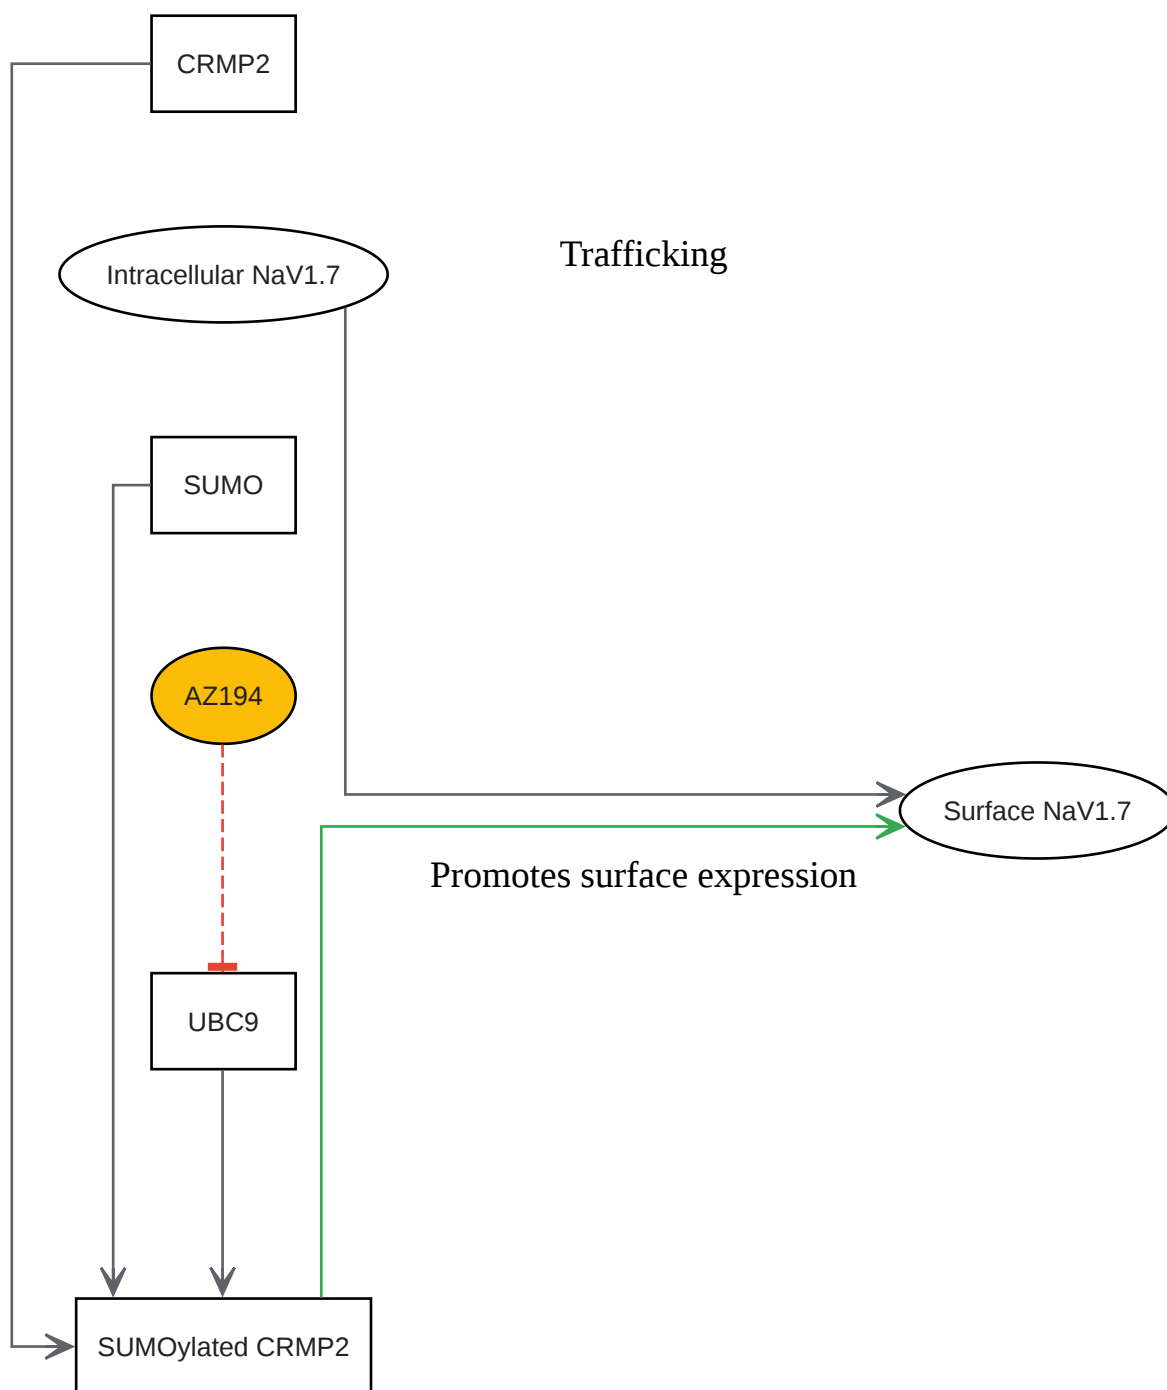 CRMP2
Trafficking
Intracellular NaV1.7
SUMO
AZ194
Surface NaV1.7
Promotes surface expression
UBC9
SUMOylated CRMP2